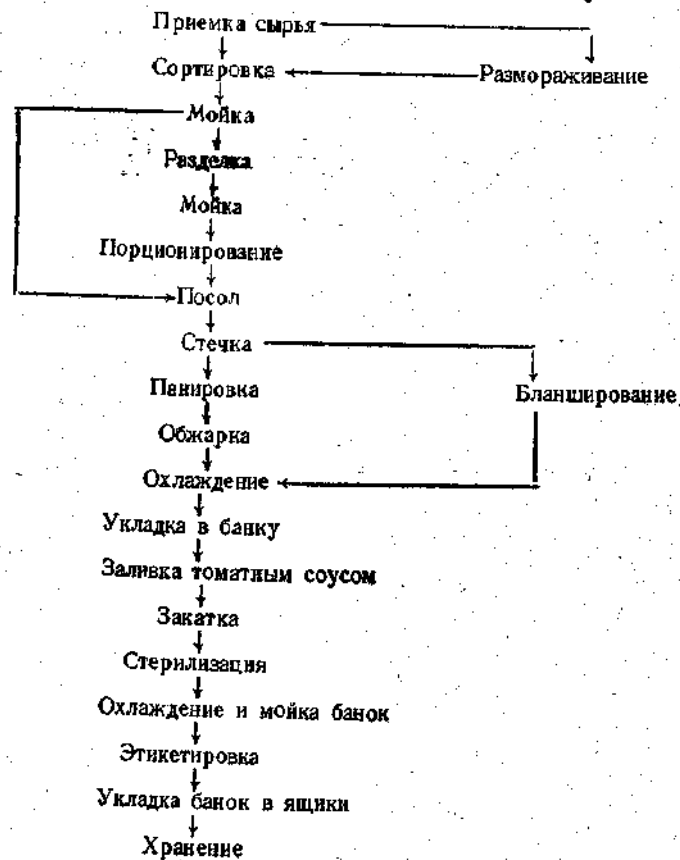 Приемка сырья
Сортировка
Размораживание
Мойка
Разделка
Мойка
Порционирование
Посол
Стечка
Панировка
Бланширование
Обжарка
Охлаждение
Укладка в банку
Заливка томатным соусом
Закатка
Стерилизация
Охлаждение и мойка банок
Этикетировка
Укладка банок в ящики
Хранение